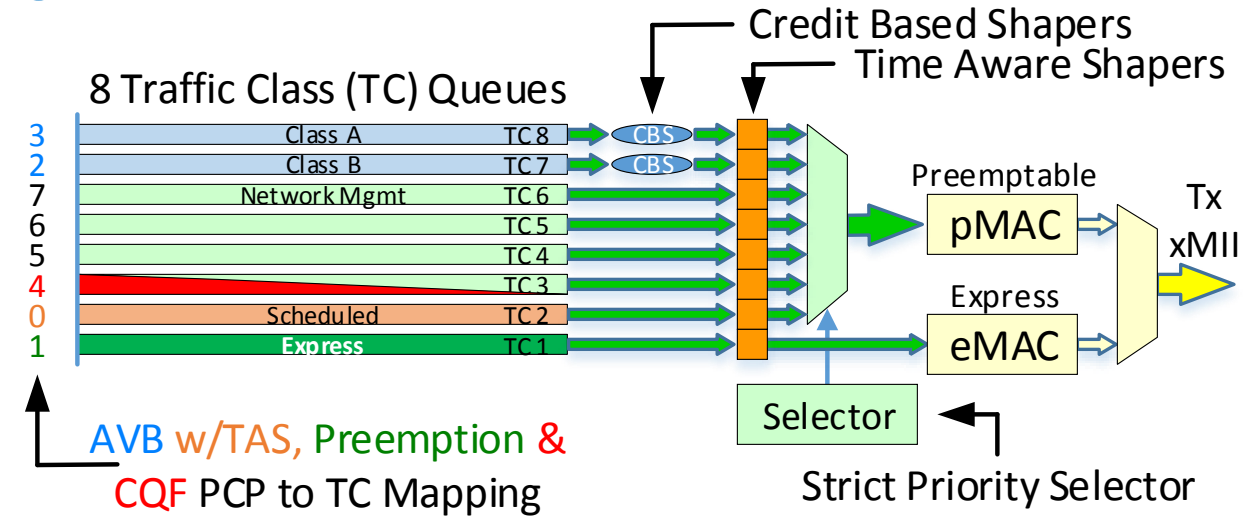 Credit Based Shapers
Time Aware Shapers
8 Traffic Class (TC) Queues
3 Class A TC 8 CBS
2 Class B TC 7 CBS
7 Network Mgmt TC 6
6 TC 5
5 TC 4
4 TC 3
0 Scheduled TC 2
1 Express TC 1
Preemptable
pMAC
Express
eMAC
Tx
xMII
Selector
Strict Priority Selector
AVB w/TAS, Preemption &
CQF PCP to TC Mapping